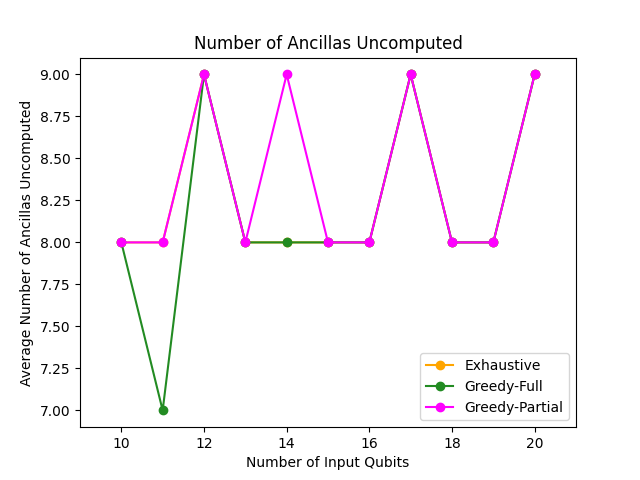 Number of Ancillas Uncomputed
Average Number of Ancillas Uncomputed
9.00
8.75
8.50
8.25
8.00
7.75
7.50
7.25
7.00
Exhaustive
Greedy-Full
Greedy-Partial
10
12
14
16
18
20
Number of Input Qubits